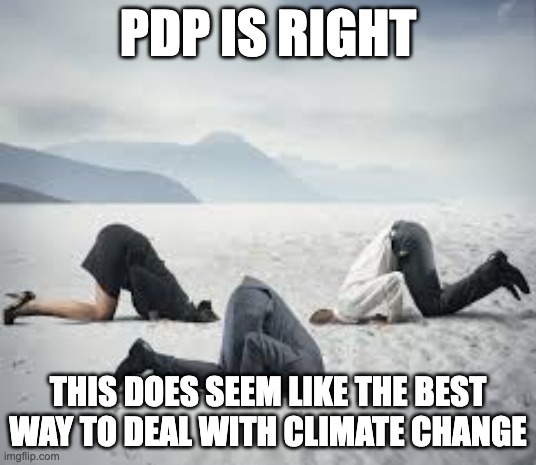 PDP IS RIGHT
THIS DOES SEEM LIKE THE BEST
WAY TO DEAL WITH CLIMATE CHANGE
imgflip.com